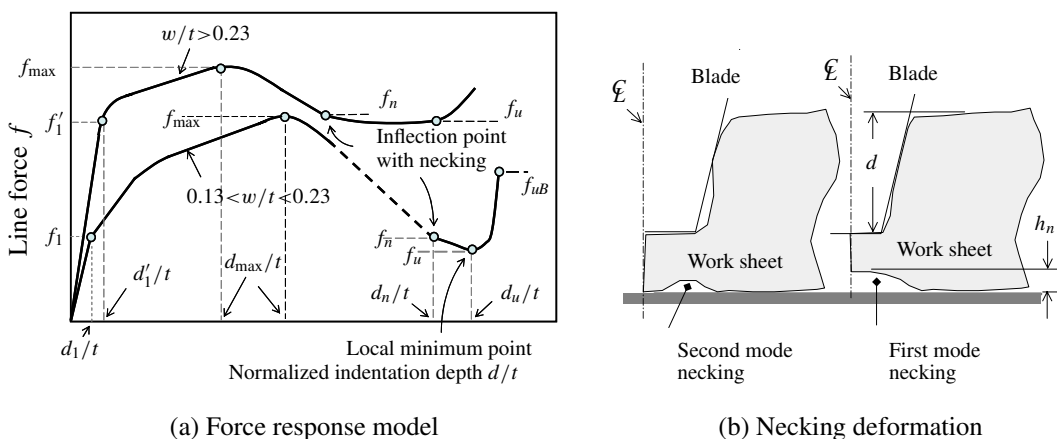 w/t>0.23
f_max
f_n
f_u
f′_1
f_max
Inflection point
with necking
Line force f
0.13<w/t<0.23
f_uB
f_1
f_n
f_u
d′_1/t
d_max/t
d_n/t
d_u/t
d_1/t
Local minimum point
Normalized indentation depth d/t
(a) Force response model
℄
Blade
℄
Blade
d
h_n
Work sheet
Work sheet
Second mode
necking
First mode
necking
(b) Necking deformation